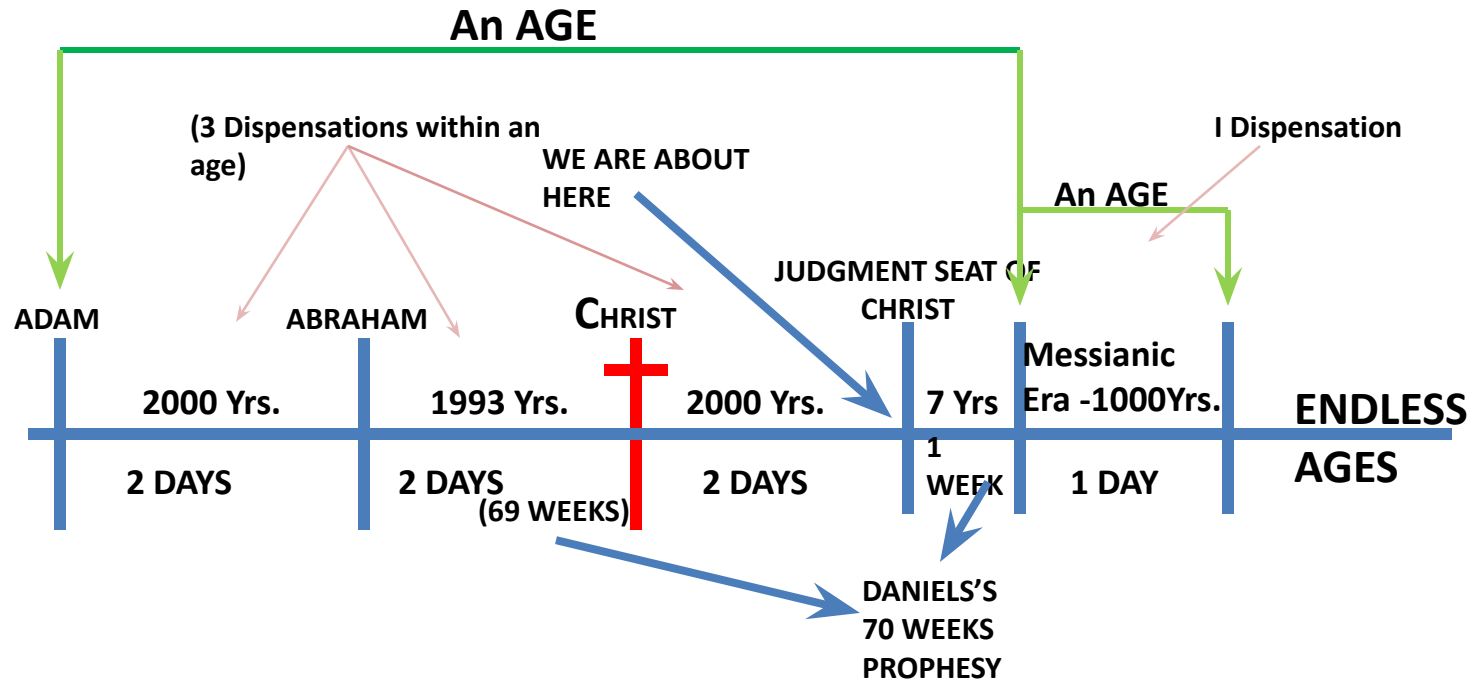 An AGE
(3 Dispensations within an
age)
WE ARE ABOUT
HERE
I Dispensation
An AGE
JUDGMENT SEAT OF
CHRIST
ADAM
ABRAHAM
CHRIST
2000 Yrs.
1993 Yrs.
2000 Yrs.
7 Yrs
Messianic
Era -1000Yrs.
ENDLESS
AGES
2 DAYS
2 DAYS
(69 WEEKS)
2 DAYS
1
WEEK
1 DAY
DANIELS’S
70 WEEKS
PROPHESY